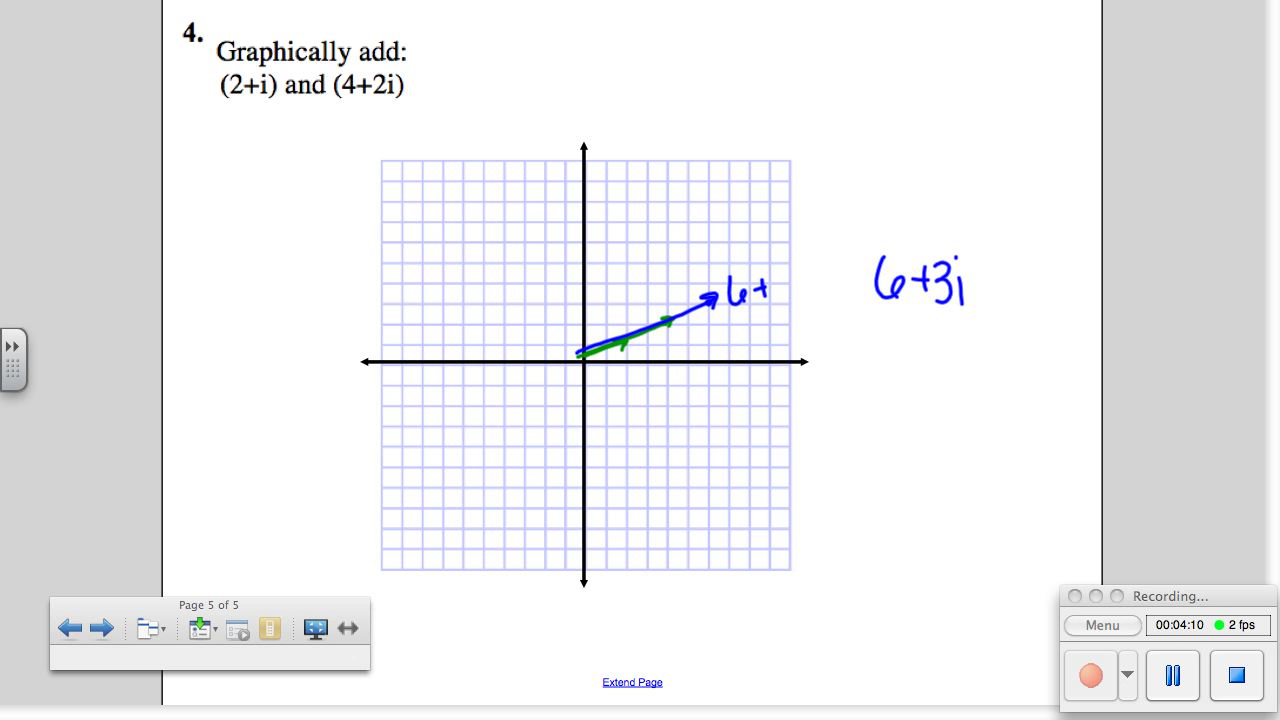 4.
Graphically add:
(2+i) and (4+2i)
6+
6+3i
Page 5 of 5
Extend Page
Recording...
Menu
00:04:10
2 fps